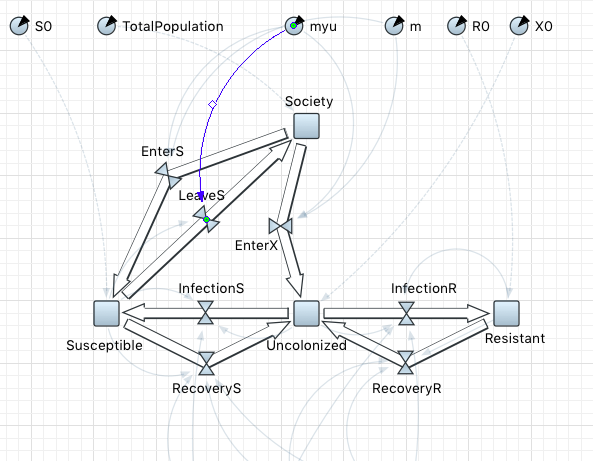 S0
TotalPopulation
myu
m
R0
X0
Society
EnterS
LeaveS
EnterX
InfectionS
InfectionR
Susceptible
Uncolonized
Resistant
RecoveryS
RecoveryR